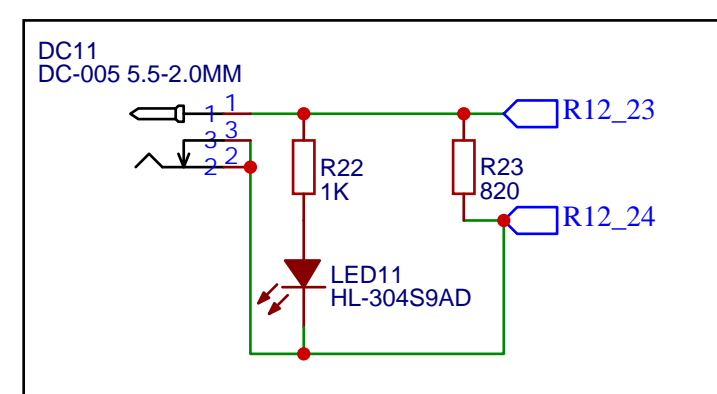 DC11
DC-005 5.5-2.0MM
1 1
3 3
2 2
R12_23
R22
1K
R23
820
R12_24
LED11
HL-304S9AD